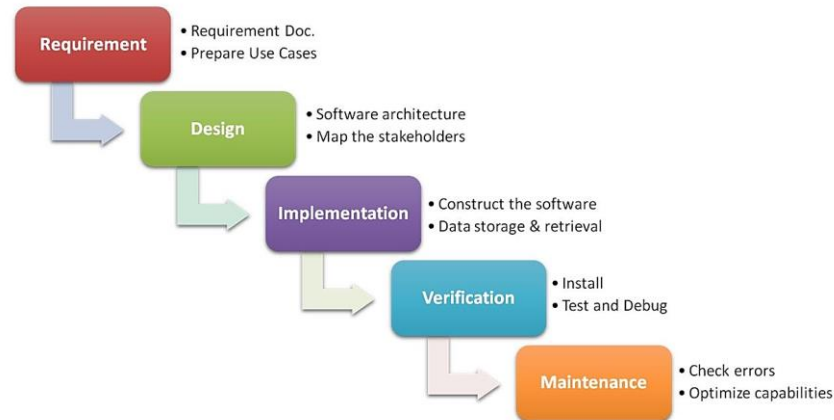 Requirement
• Requirement Doc.
• Prepare Use Cases
Design
• Software architecture
• Map the stakeholders
Implementation
• Construct the software
• Data storage & retrieval
Verification
• Install
• Test and Debug
Maintenance
• Check errors
• Optimize capabilities